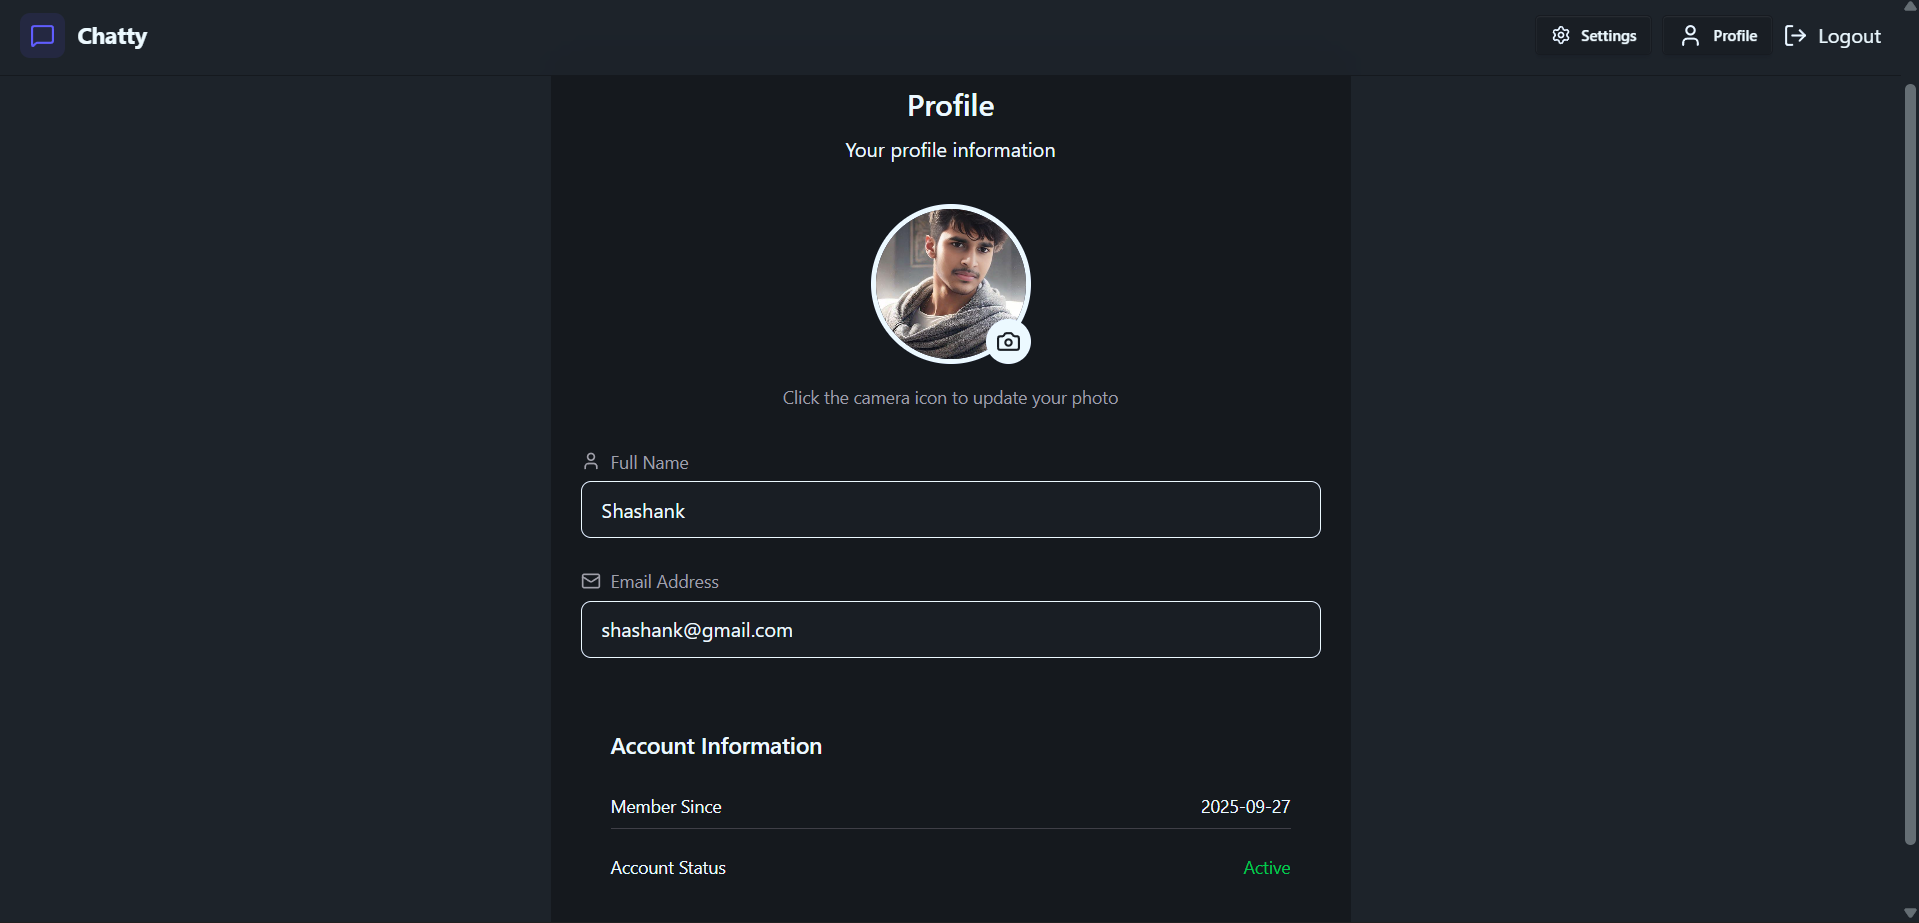 Chatty
Settings
Profile
Logout
Profile
Your profile information
Click the camera icon to update your photo
Full Name
Shashank
Email Address
shashank@gmail.com
Account Information
Member Since 2025-09-27
Account Status Active